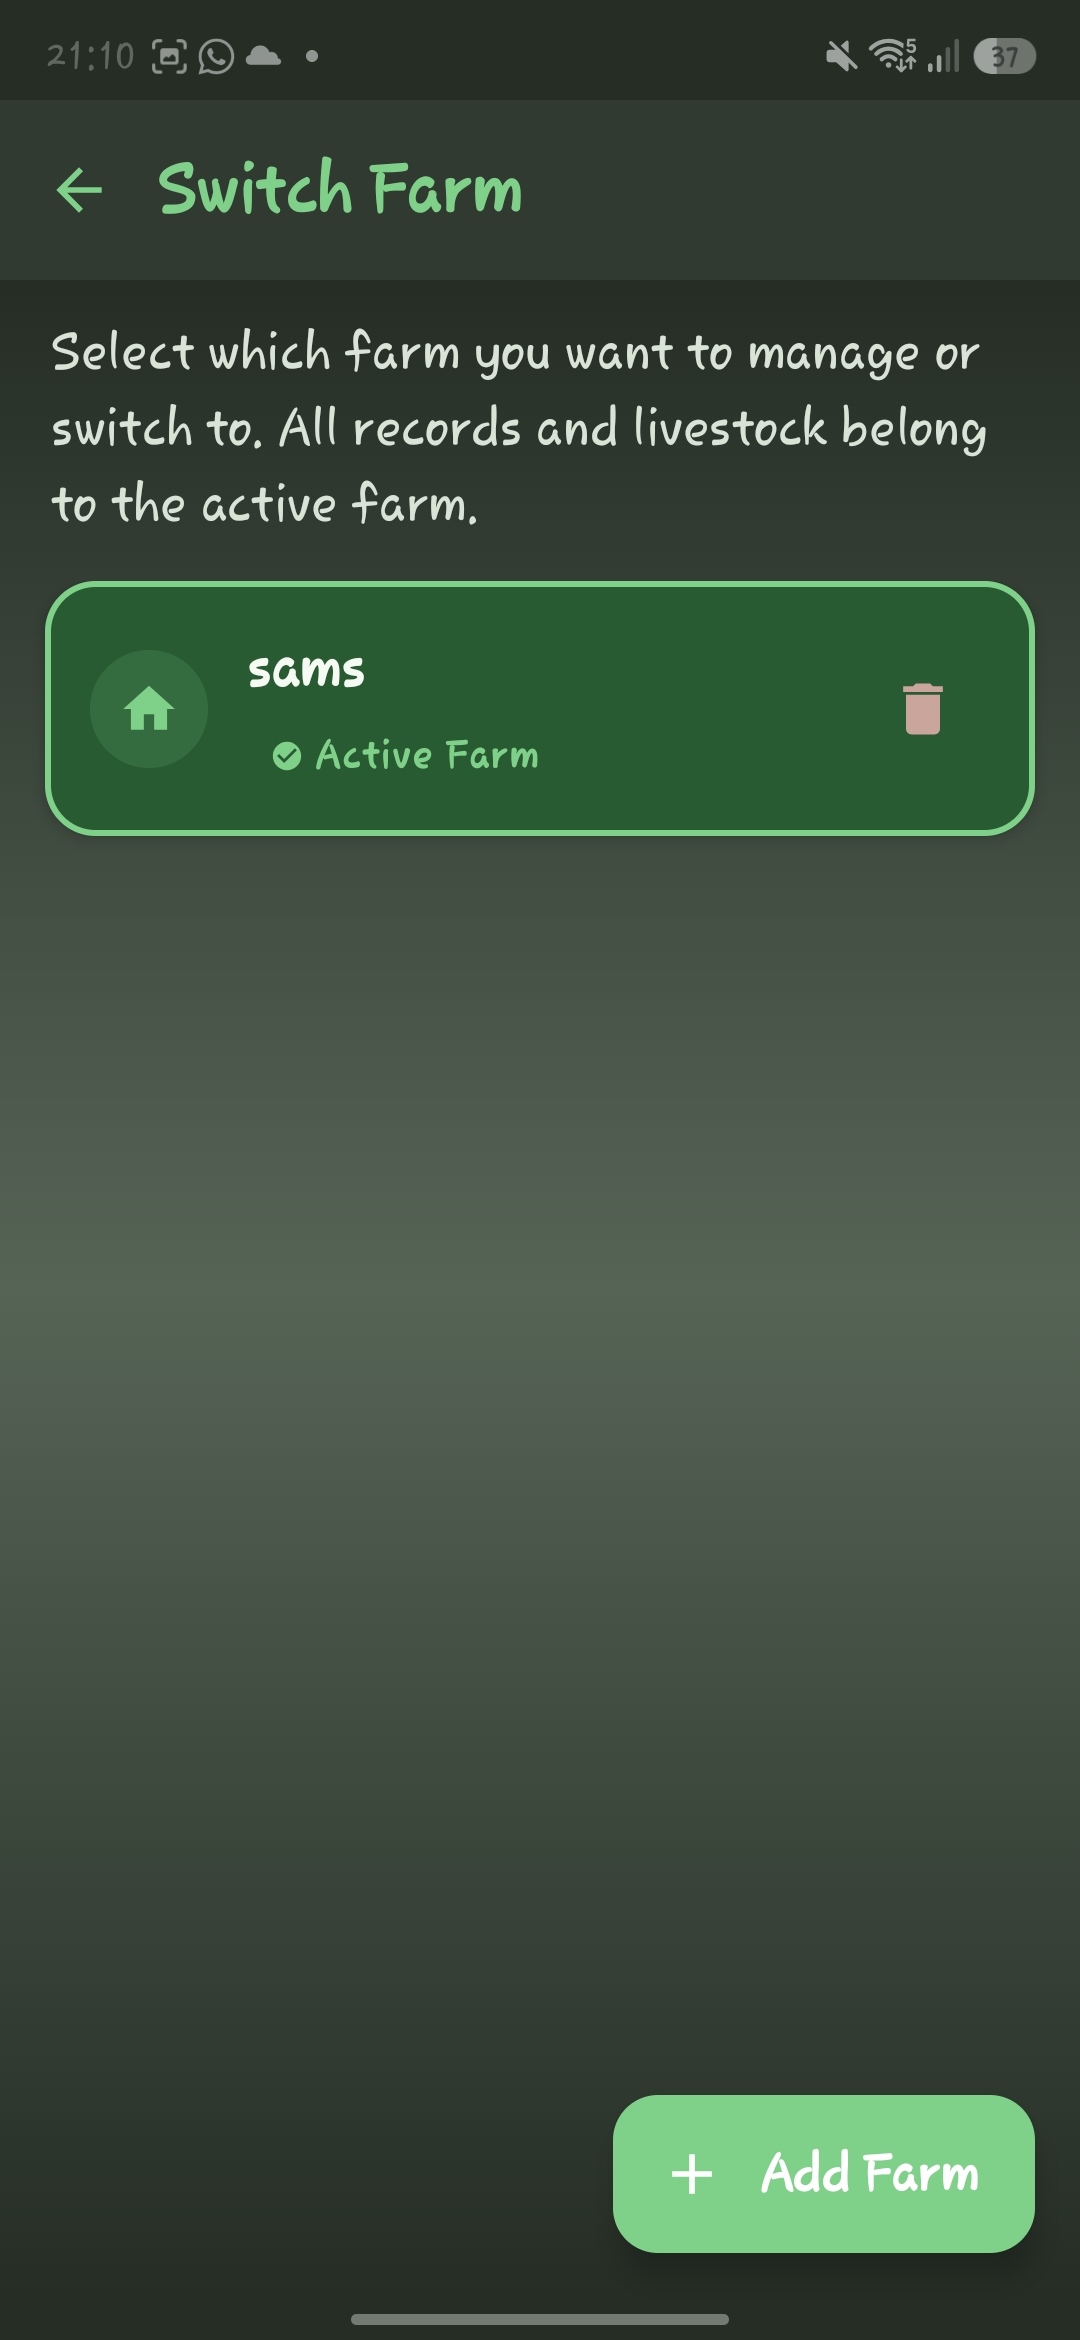 21:10
5
37
Switch Farm
Select which farm you want to manage or
switch to. All records and livestock belong
to the active farm.
sams
Active Farm
Add Farm